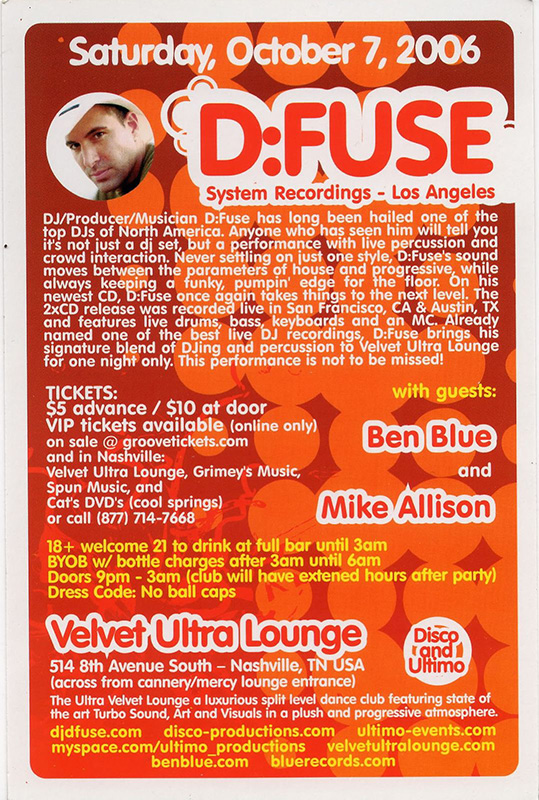 Saturday, October 7, 2006
D:FUSE
System Recordings - Los Angeles
DJ/Producer/Musician D:Fuse has long been hailed one of the
top DJs of North America. Anyone who has seen him will tell you
it's not just a dj set, but a performance with live percussion and
crowd interaction. Never settling on just one style, D:Fuse's sound
moves between the parameters of house and progressive, while
always keeping a funky, pumpin' edge for the floor. On his
newest CD, D:Fuse once again takes things to the next level. The
2xCD release was recorded live in San Francisco, CA & Austin, TX
and features live drums, bass, keyboards and an MC. Already
named one of the best live DJ recordings, D:Fuse brings his
signature blend of DJing and percussion to Velvet Ultra Lounge
for one night only. This performance is not to be missed!
TICKETS:
$5 advance / $10 at door
VIP tickets available (online only)
on sale @ groovetickets.com
and in Nashville:
Velvet Ultra Lounge, Grimey's Music,
Spun Music, and
Cat's DVD's (cool springs)
or call (877) 714-7668
with guests:
Ben Blue
and
Mike Allison
18+ welcome 21 to drink at full bar until 3am
BYOB w/ bottle charges after 3am until 6am
Doors 9pm - 3am (club will have extened hours after party)
Dress Code: No ball caps
Velvet Ultra Lounge
514 8th Avenue South – Nashville, TN USA
(across from cannery/mercy lounge entrance)
Disco
and
Ultimo
The Ultra Velvet Lounge a luxurious split level dance club featuring state of
the art Turbo Sound, Art and Visuals in a plush and progressive atmosphere.
djdfuse.com disco-productions.com ultimo-events.com
myspace.com/ultimo_productions velvetultralounge.com
benblue.com bluerecords.com